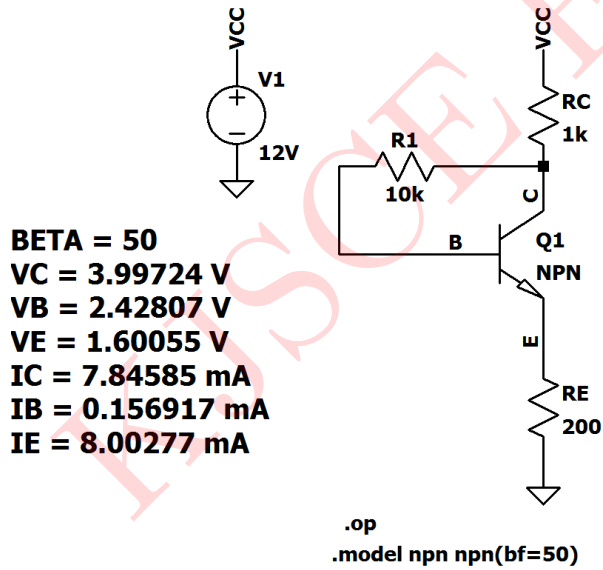 VCC
V1
12V
VCC
RC
1k
R1
10k
C
B
Q1
NPN
E
RE
200
BETA = 50
VC = 3.99724 V
VB = 2.42807 V
VE = 1.60055 V
IC = 7.84585 mA
IB = 0.156917 mA
IE = 8.00277 mA
.op
.model npn npn(bf=50)
KJSCE